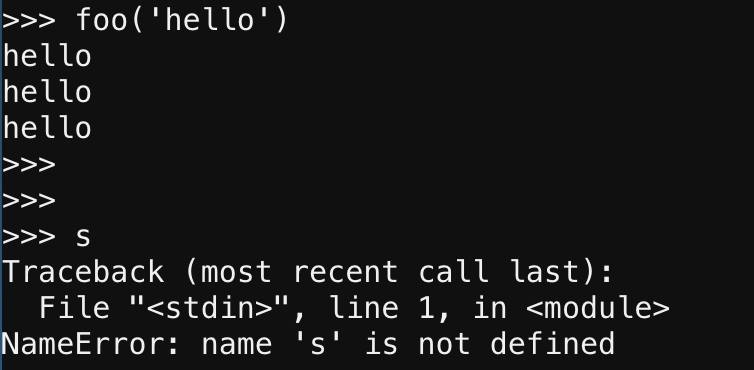 >>> foo('hello')
hello
hello
hello
>>>
>>>
>>> s
Traceback (most recent call last):
  File "<stdin>", line 1, in <module>
NameError: name 's' is not defined